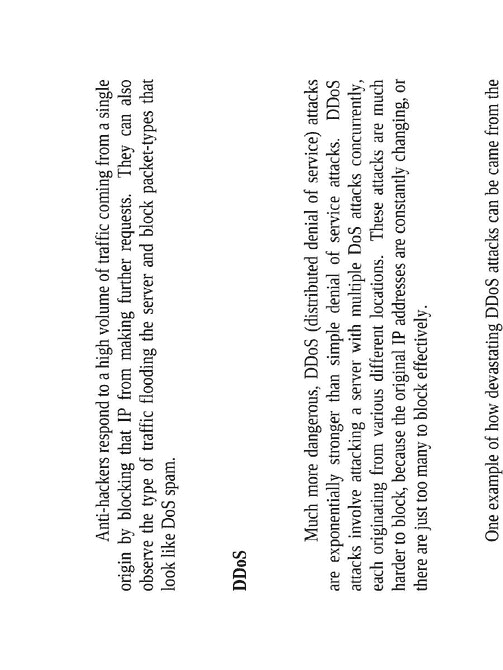 Anti-hackers respond to a high volume of traffic coming from a single
origin by blocking that IP from making further requests. They can also
observe the type of traffic flooding the server and block packet-types that
look like DoS spam.
DDoS
Much more dangerous, DDoS (distributed denial of service) attacks
are exponentially stronger than simple denial of service attacks. DDoS
attacks involve attacking a server with multiple DoS attacks concurrently,
each originating from various different locations. These attacks are much
harder to block, because the original IP addresses are constantly changing, or
there are just too many to block effectively.
One example of how devastating DDoS attacks can be came from the